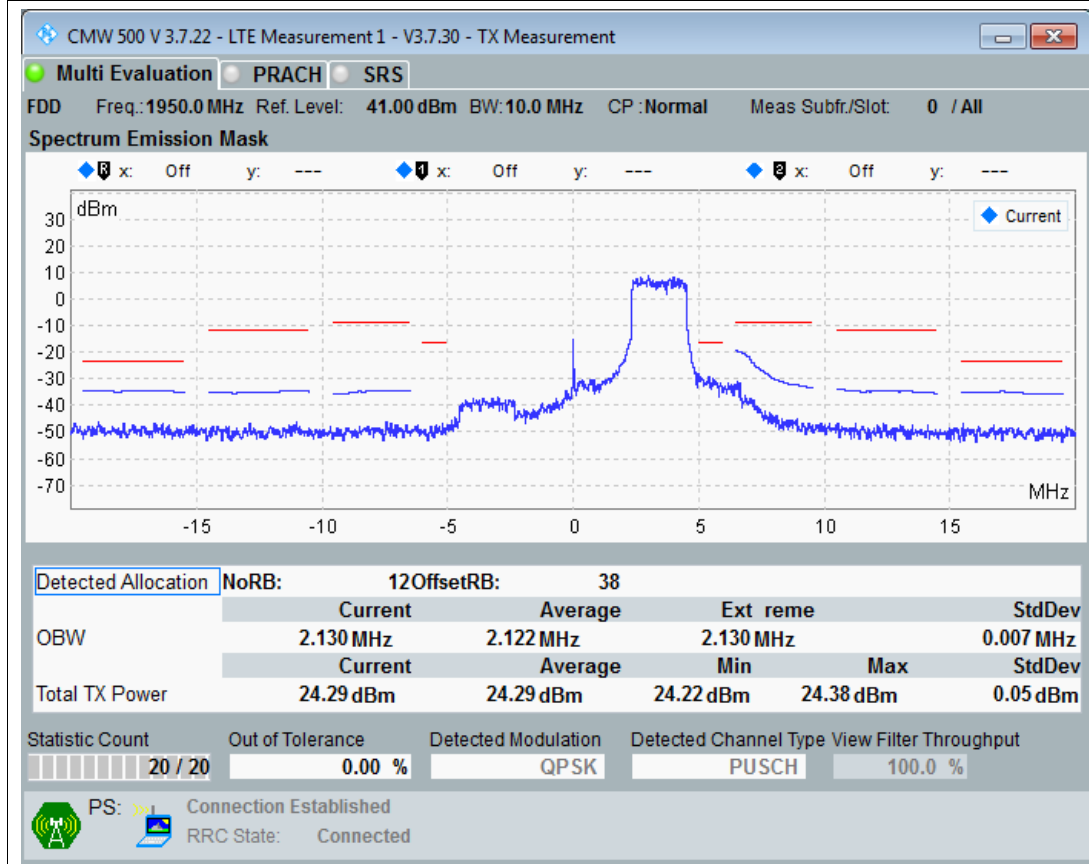 CMW 500 V 3.7.22 - LTE Measurement 1 - V3.7.30 - TX Measurement
Multi Evaluation PRACH SRS
FDD Freq.: 1950.0 MHz Ref. Level: 41.00 dBm BW: 10.0 MHz CP : Normal Meas Subfr./Slot: 0 / All
Spectrum Emission Mask
R x: Off y: --- 1 x: Off y: --- 2 x: Off y: ---
dBm
Current
30
20
10
0
-10
-20
-30
-40
-50
-60
-70
MHz
-15 -10 -5 0 5 10 15
Detected Allocation NoRB: 12 OffsetRB: 38
Current Average Ext reme StdDev
OBW 2.130 MHz 2.122 MHz 2.130 MHz 0.007 MHz
Current Average Min Max StdDev
Total TX Power 24.29 dBm 24.29 dBm 24.22 dBm 24.38 dBm 0.05 dBm
Statistic Count Out of Tolerance Detected Modulation Detected Channel Type View Filter Throughput
20 / 20 0.00 % QPSK PUSCH 100.0 %
PS: Connection Established
RRC State: Connected